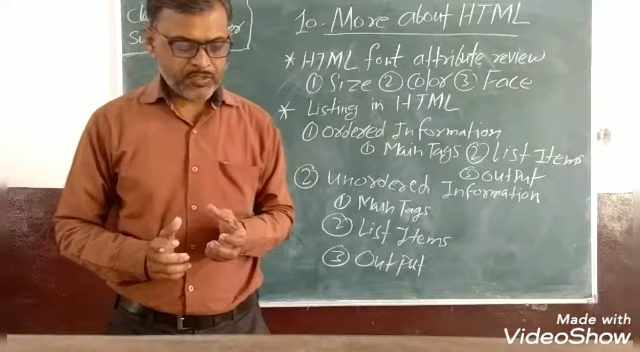 10. More about HTML
* HTML font attribute review
① Size ② Color ③ Face
* Listing in HTML
① Ordered Information
① Main Tags ② List Items
③ Output
② Unordered Information
① Main Tags
② List Items
③ Output
Made with
VideoShow